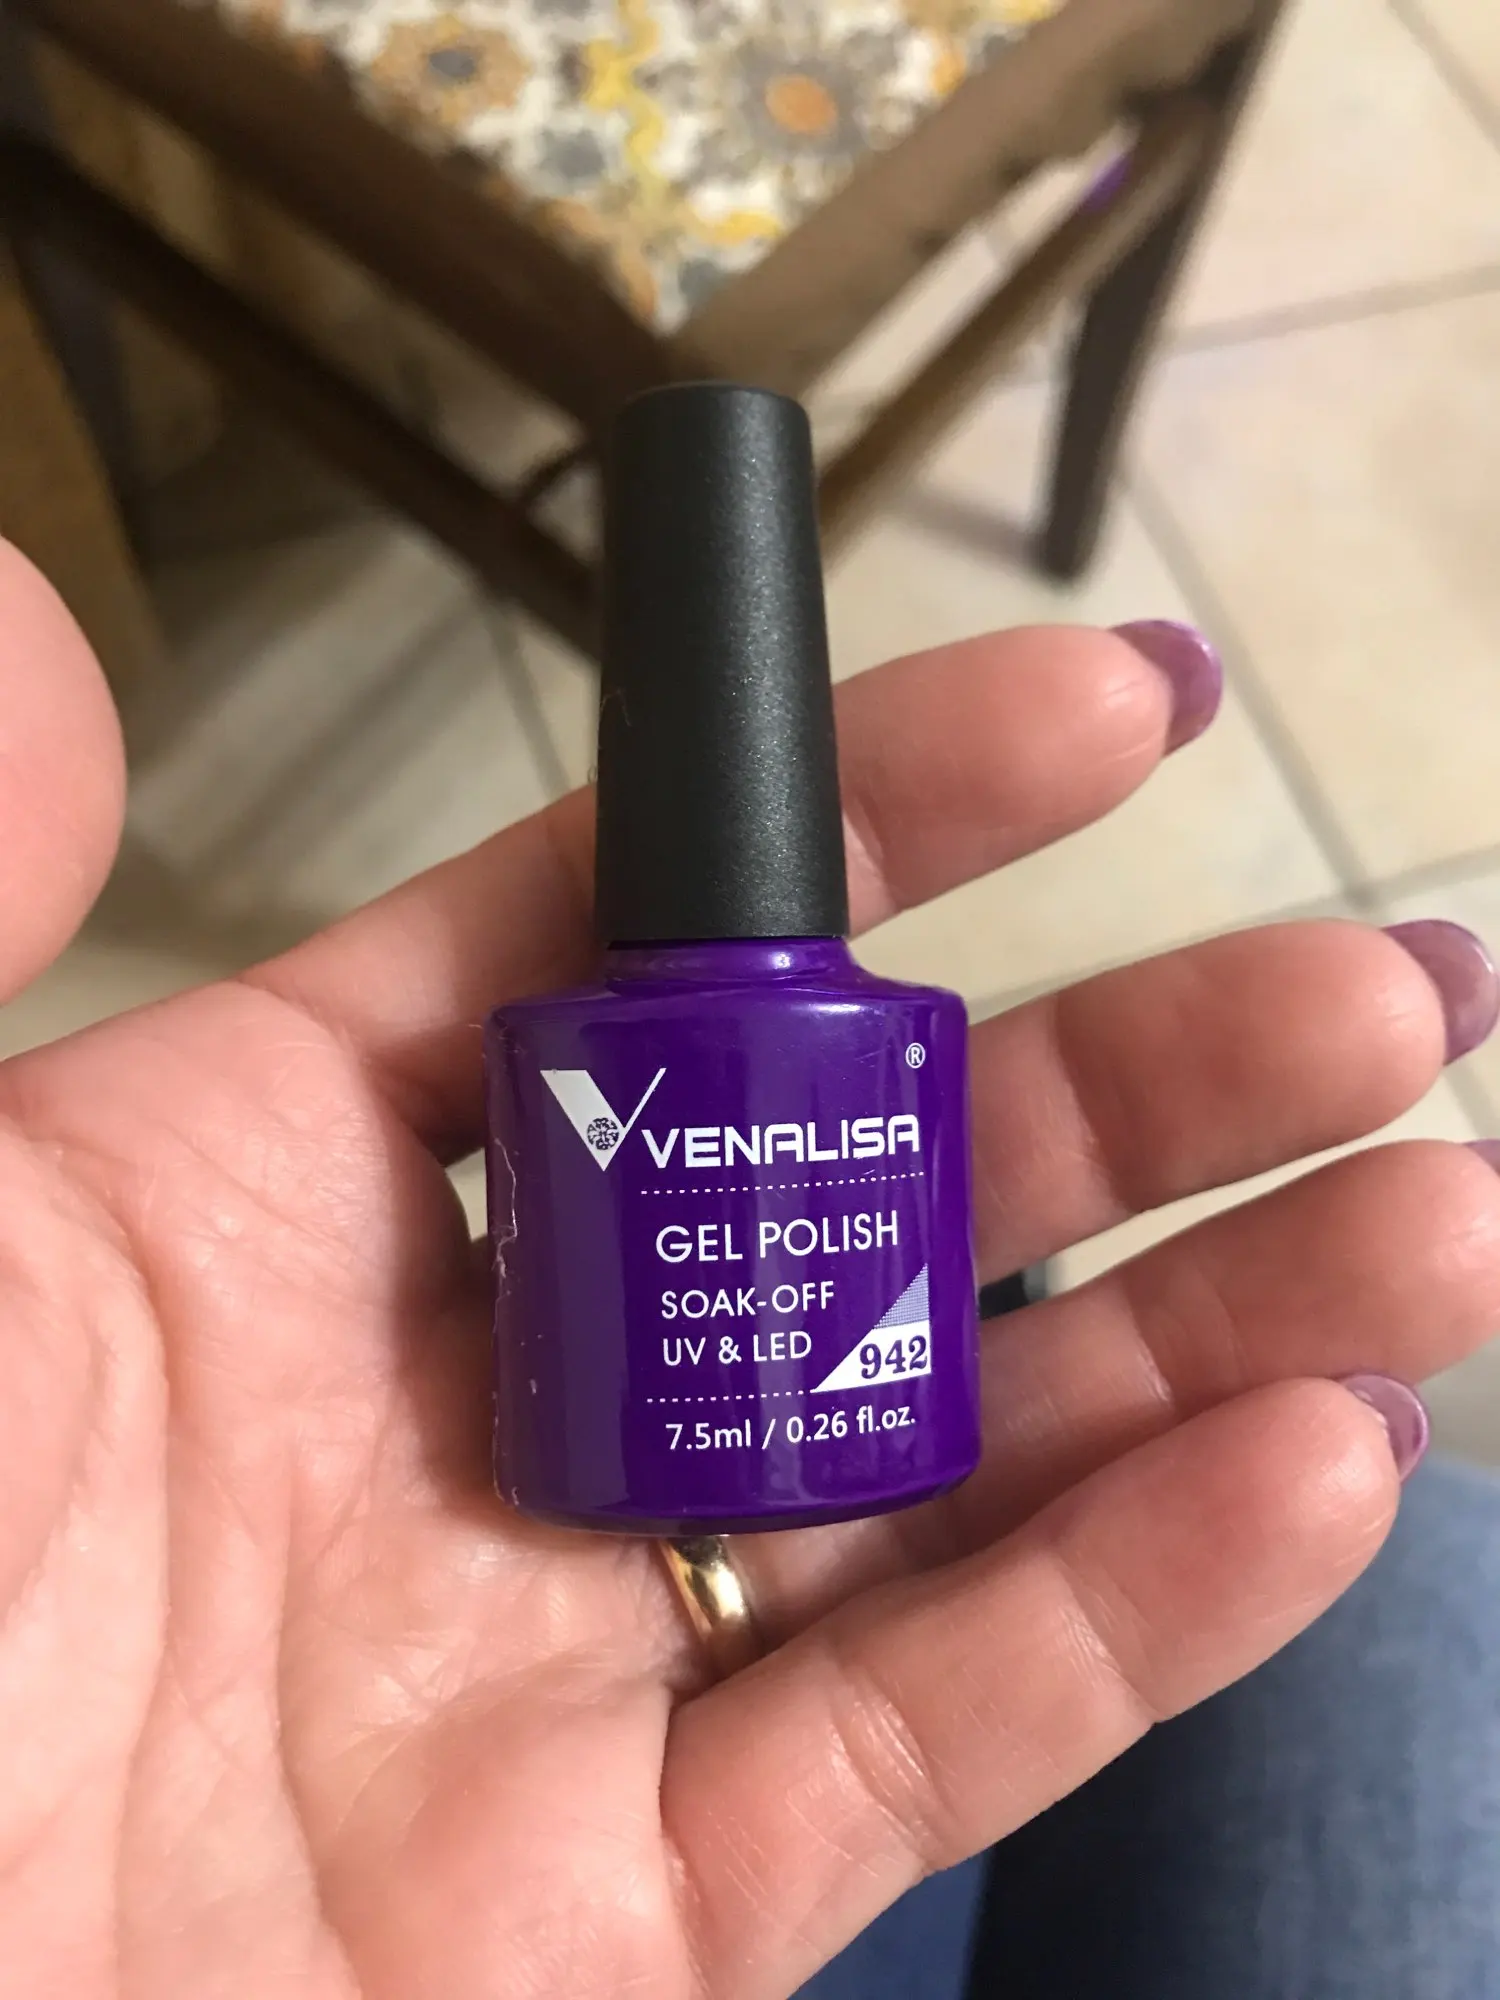 ®
VENALISA
GEL POLISH
SOAK-OFF
UV & LED
942
7.5ml / 0.26 fl.oz.